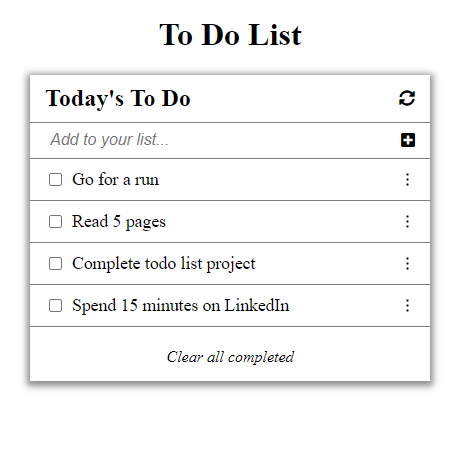 To Do List
Today's To Do
Add to your list...
Go for a run
Read 5 pages
Complete todo list project
Spend 15 minutes on LinkedIn
Clear all completed